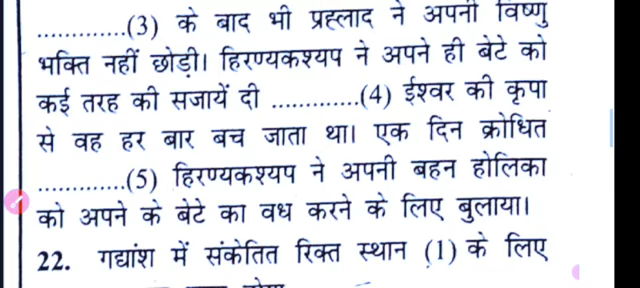 ..............(3) के बाद भी प्रह्लाद ने अपनी विष्णु
भक्ति नहीं छोड़ी। हिरण्यकश्यप ने अपने ही बेटे को
कई तरह की सजायें दी ..............(4) ईश्वर की कृपा
से वह हर बार बच जाता था। एक दिन क्रोधित
..............(5) हिरण्यकश्यप ने अपनी बहन होलिका
को अपने के बेटे का वध करने के लिए बुलाया।
22. गद्यांश में संकेतित रिक्त स्थान (1) के लिए